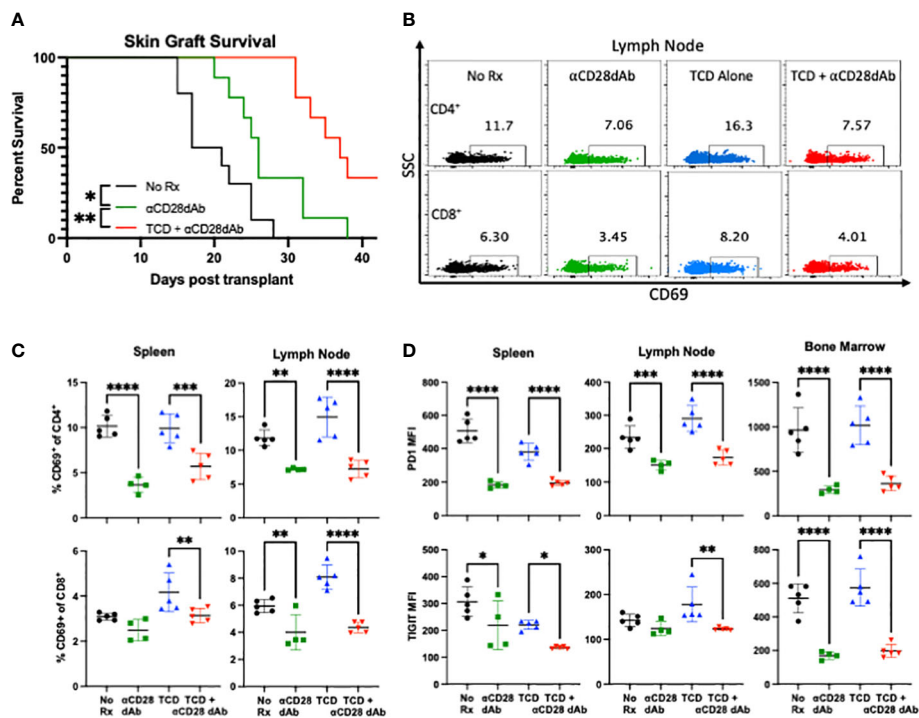 A
Skin Graft Survival
Percent Survival
100
50
0
0 10 20 30 40
Days post transplant
*
**
No Rx
αCD28dAb
TCD + αCD28dAb
B
Lymph Node
No Rx
αCD28dAb
TCD Alone
TCD + αCD28dAb
CD4+
11.7
7.06
16.3
7.57
CD8+
6.30
3.45
8.20
4.01
SSC
CD69
C
Spleen
Lymph Node
% CD69+ of CD4+
15
10
5
0
****
***
20
15
10
5
0
**
****
% CD69+ of CD8+
8
6
4
2
0
**
10
8
6
4
2
0
**
****
No Rx
αCD28 dAb
TCD
TCD + αCD28 dAb
No Rx
αCD28 dAb
TCD
TCD + αCD28 dAb
D
Spleen
Lymph Node
Bone Marrow
PD1 MFI
800
600
400
200
0
****
****
400
300
200
100
0
***
****
1500
1000
500
0
****
****
TIGIT MFI
500
400
300
200
100
0
*
*
300
200
100
0
**
800
600
400
200
0
****
****
No Rx
αCD28 dAb
TCD
TCD + αCD28 dAb
No Rx
αCD28 dAb
TCD
TCD + αCD28 dAb
No Rx
αCD28 dAb
TCD
TCD + αCD28 dAb